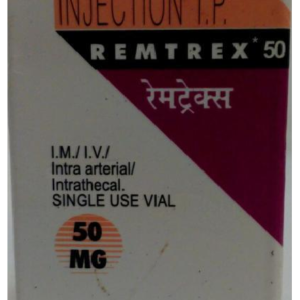 INJECTION I.P.
REMTREX* 50
रेमट्रेक्स
I.M./ I.V./
Intra arterial/
Intrathecal.
SINGLE USE VIAL
50
MG